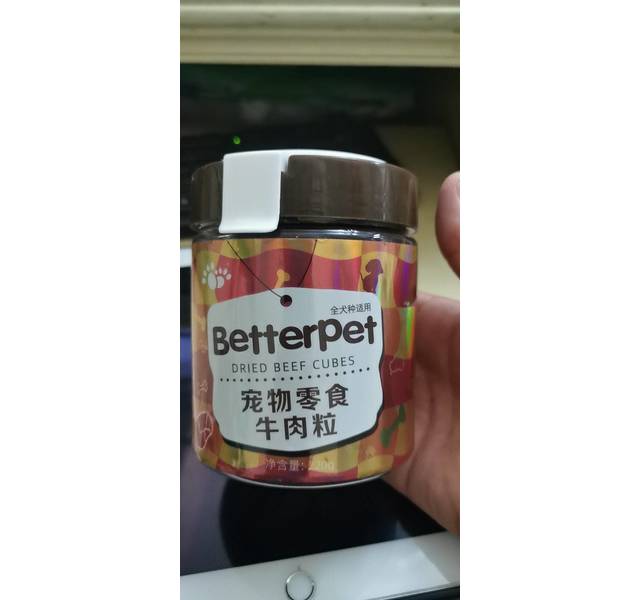 全犬种适用
Betterpet
DRIED BEEF CUBES
宠物零食
牛肉粒
净含量: 220g